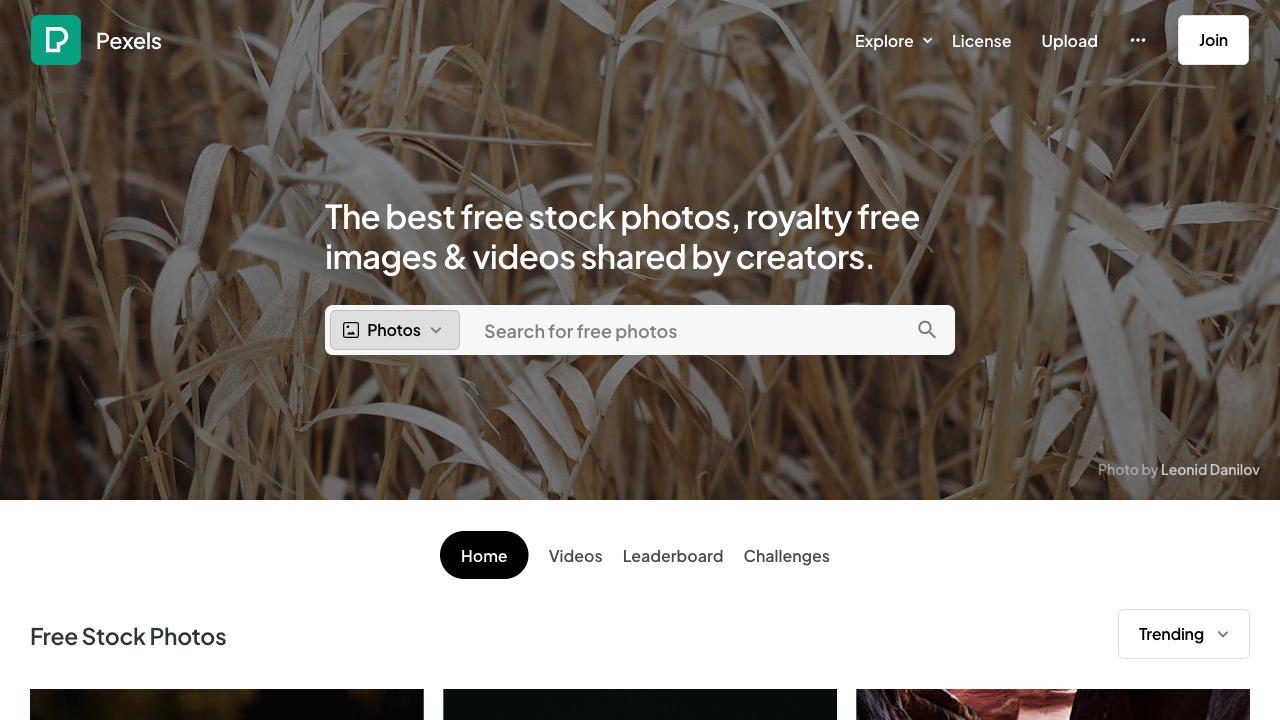 Pexels
Explore
License
Upload
Join
The best free stock photos, royalty free
images & videos shared by creators.
Photos
Search for free photos
Photo by Leonid Danilov
Home
Videos
Leaderboard
Challenges
Free Stock Photos
Trending